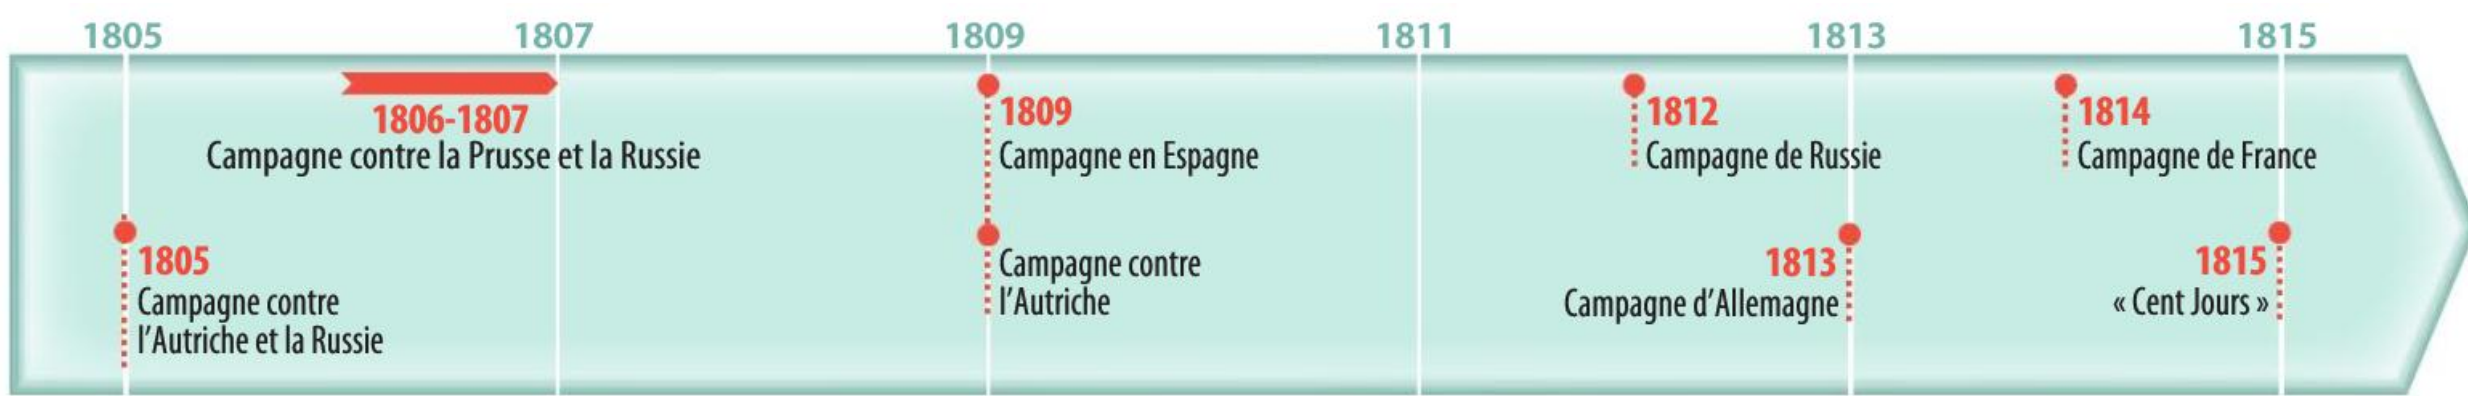 1805
1807
1809
1811
1813
1815
1806-1807
Campagne contre la Prusse et la Russie
1809
Campagne en Espagne
1812
Campagne de Russie
1814
Campagne de France
1805
Campagne contre
l'Autriche et la Russie
Campagne contre
l'Autriche
1813
Campagne d'Allemagne
1815
« Cent Jours »